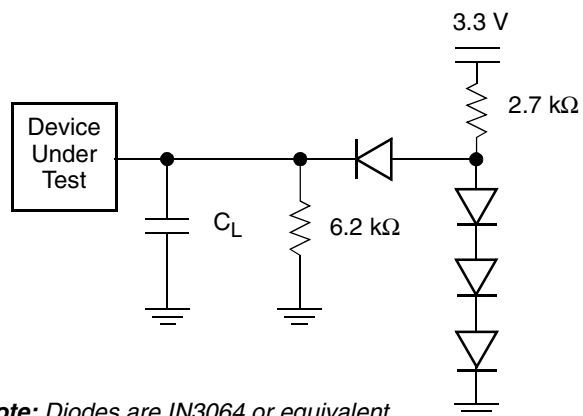 3.3 V
2.7 kΩ
Device
Under
Test
C_L
6.2 kΩ
ote: Diodes are IN3064 or equivalent